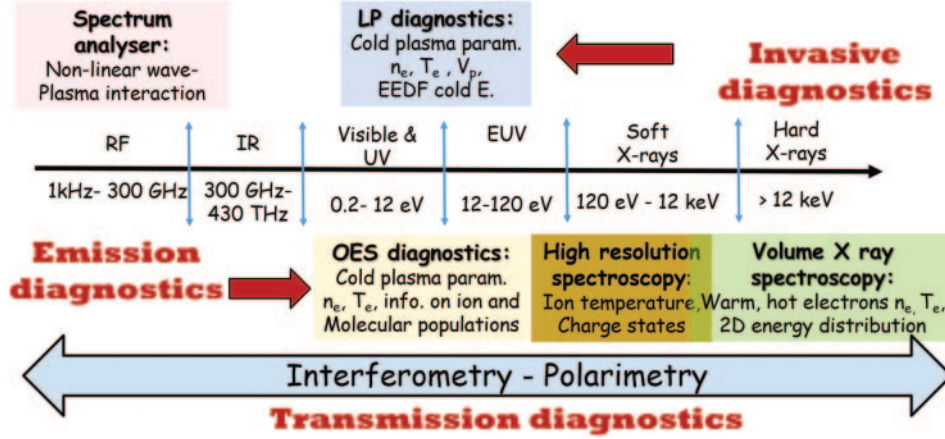 Spectrum
analyser:
Non-linear wave-
Plasma interaction
LP diagnostics:
Cold plasma param.
nₑ, Tₑ , Vₚ,
EEDF cold E.
Invasive
diagnostics
RF
IR
Visible &
UV
EUV
Soft
X-rays
Hard
X-rays
1kHz- 300 GHz
300 GHz-
430 THz
0.2- 12 eV
12-120 eV
120 eV - 12 keV
> 12 keV
Emission
diagnostics
OES diagnostics:
Cold plasma param.
nₑ, Tₑ, info. on ion and
Molecular populations
High resolution
spectroscopy:
Ion temperature,
Charge states
Volume X ray
spectroscopy:
Warm, hot electrons nₑ, Tₑ,
2D energy distribution
Interferometry - Polarimetry
Transmission diagnostics